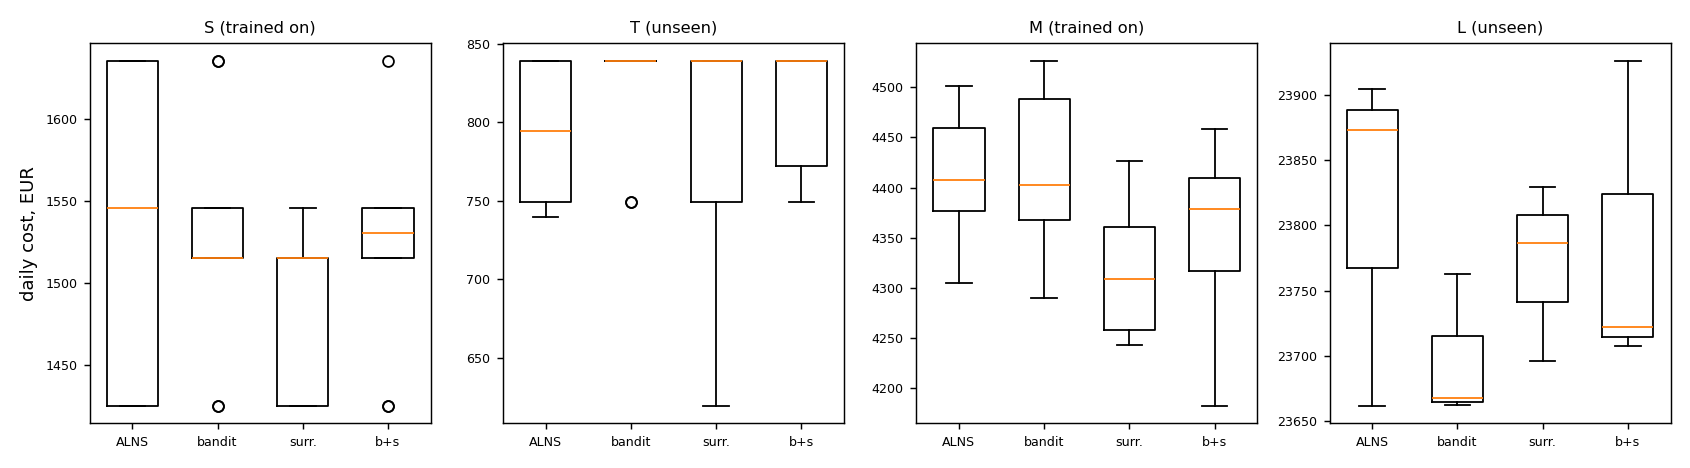 S (trained on)
T (unseen)
M (trained on)
L (unseen)
daily cost, EUR
1600
1550
1500
1450
ALNS
bandit
surr.
b+s
850
800
750
700
650
ALNS
bandit
surr.
b+s
4500
4450
4400
4350
4300
4250
4200
ALNS
bandit
surr.
b+s
23900
23850
23800
23750
23700
23650
ALNS
bandit
surr.
b+s